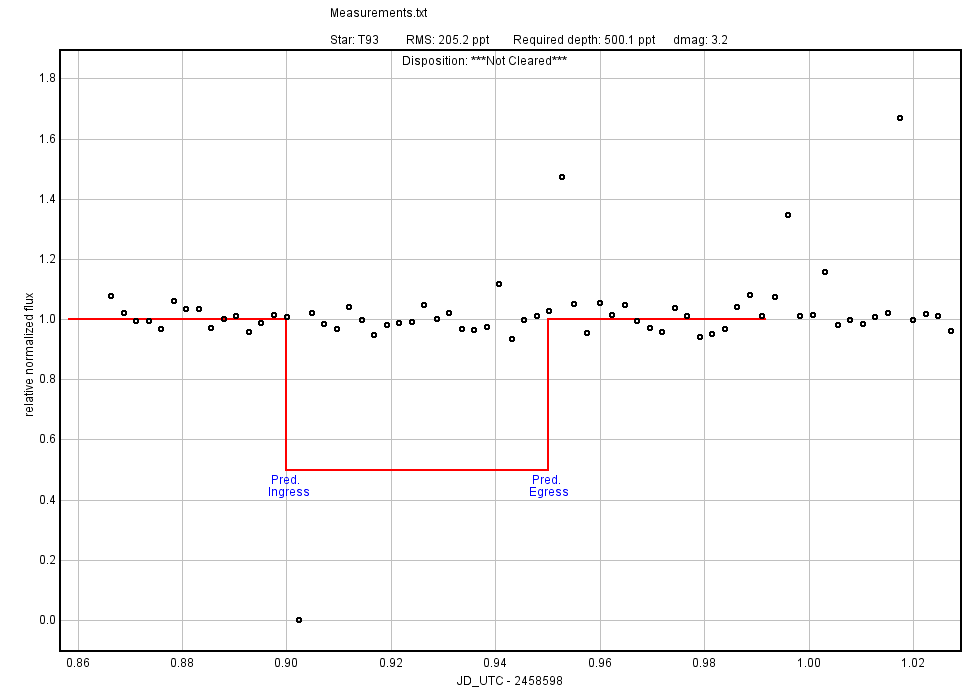 Measurements.txt
Star: T93 RMS: 205.2 ppt Required depth: 500.1 ppt dmag: 3.2
Disposition: ***Not Cleared***
1.8
1.6
1.4
1.2
1.0
0.8
0.6
0.4
0.2
0.0
relative normalized flux
Pred.
Ingress
Pred.
Egress
0.86 0.88 0.90 0.92 0.94 0.96 0.98 1.00 1.02
JD_UTC - 2458598